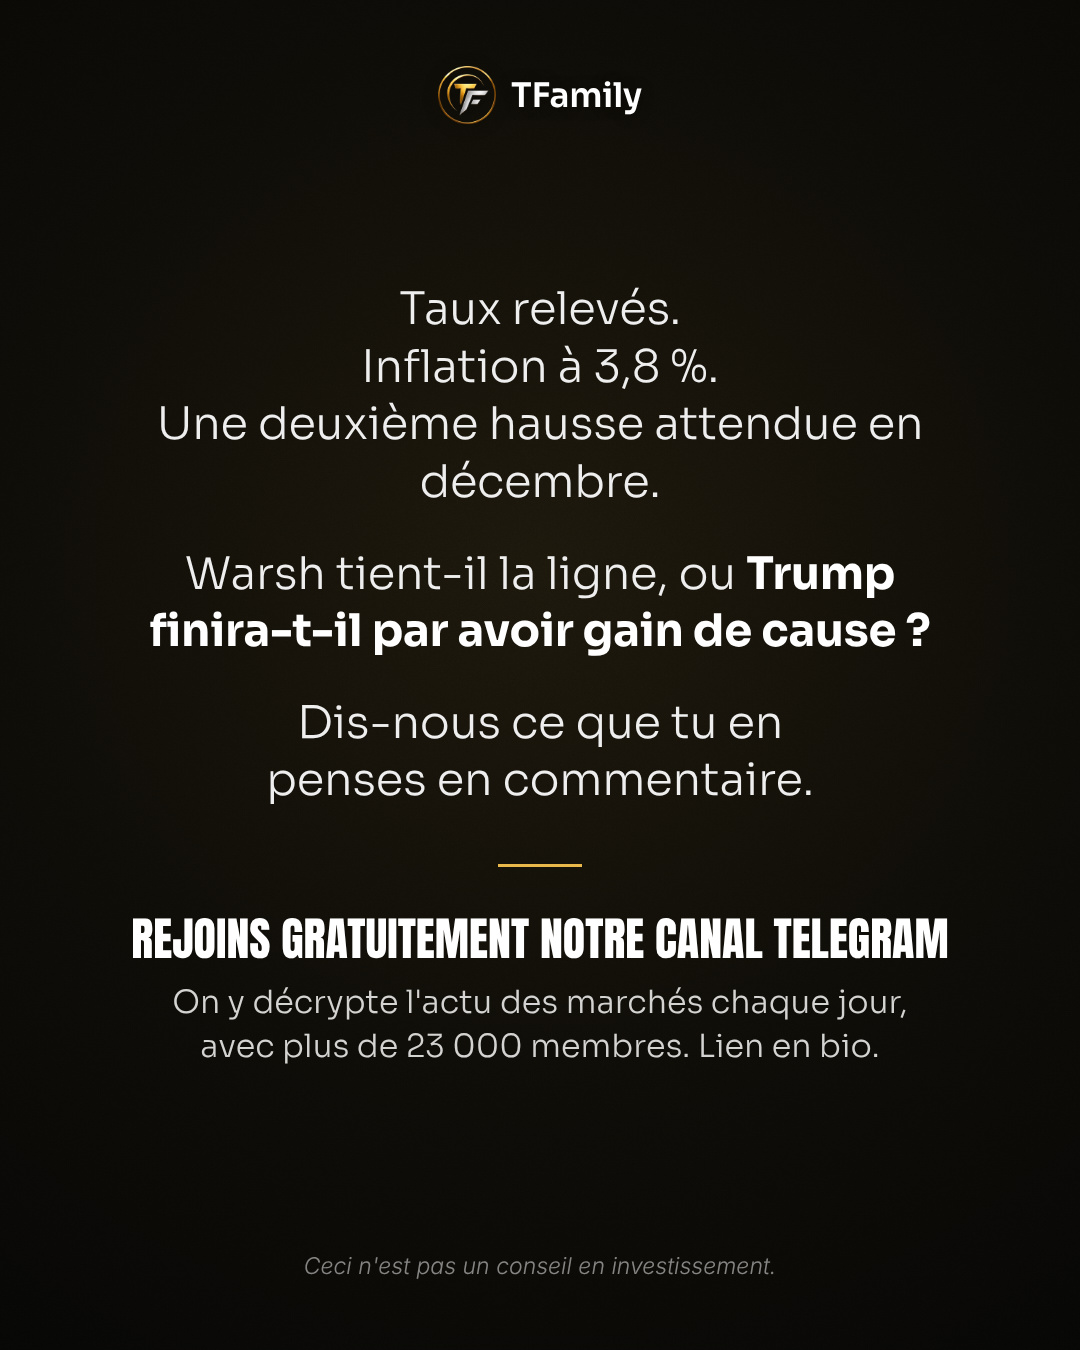 TFamily
Taux relevés.
Inflation à 3,8 %.
Une deuxième hausse attendue en
décembre.
Warsh tient-il la ligne, ou Trump
finira-t-il par avoir gain de cause ?
Dis-nous ce que tu en
penses en commentaire.
REJOINS GRATUITEMENT NOTRE CANAL TELEGRAM
On y décrypte l'actu des marchés chaque jour,
avec plus de 23 000 membres. Lien en bio.
Ceci n'est pas un conseil en investissement.